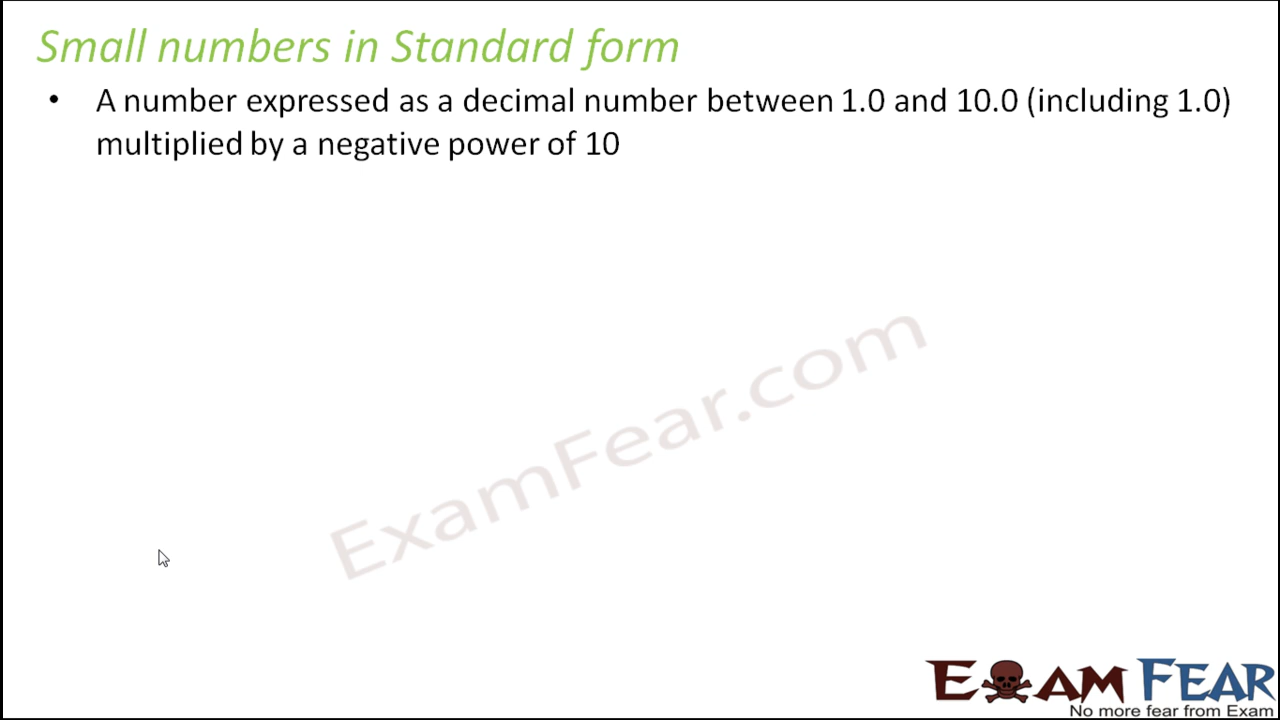 Small numbers in Standard form
• A number expressed as a decimal number between 1.0 and 10.0 (including 1.0)
multiplied by a negative power of 10
ExamFear.com
EXAM FEAR
No more fear from Exam